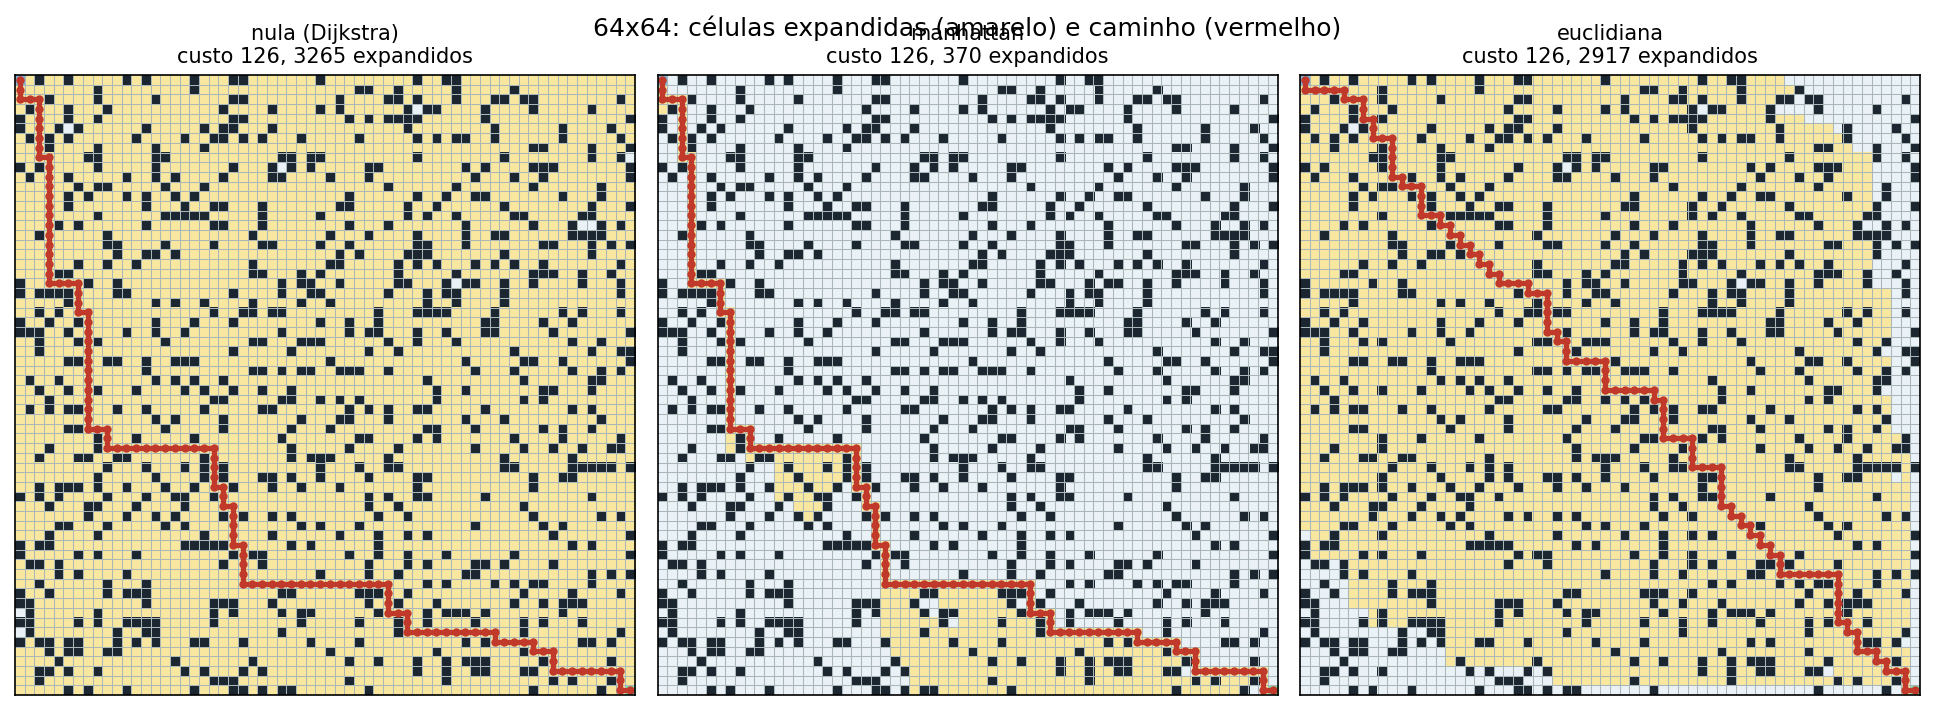 64x64: células expandidas (amarelo) e caminho (vermelho)
nula (Dijkstra)
custo 126, 3265 expandidos
manhattan
custo 126, 370 expandidos
euclidiana
custo 126, 2917 expandidos